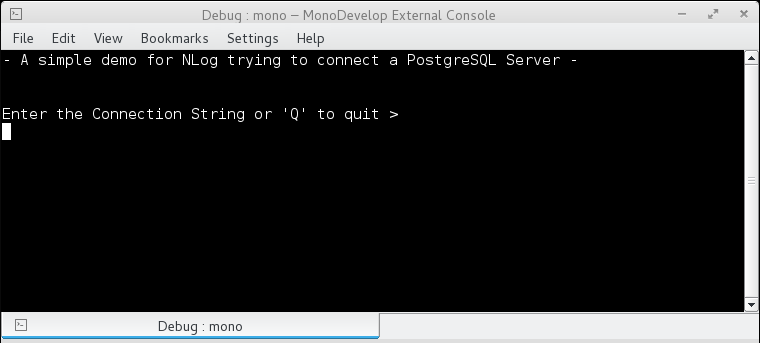 Debug : mono – MonoDevelop External Console
File Edit View Bookmarks Settings Help
- A simple demo for NLog trying to connect a PostgreSQL Server -
Enter the Connection String or 'Q' to quit >
Debug : mono